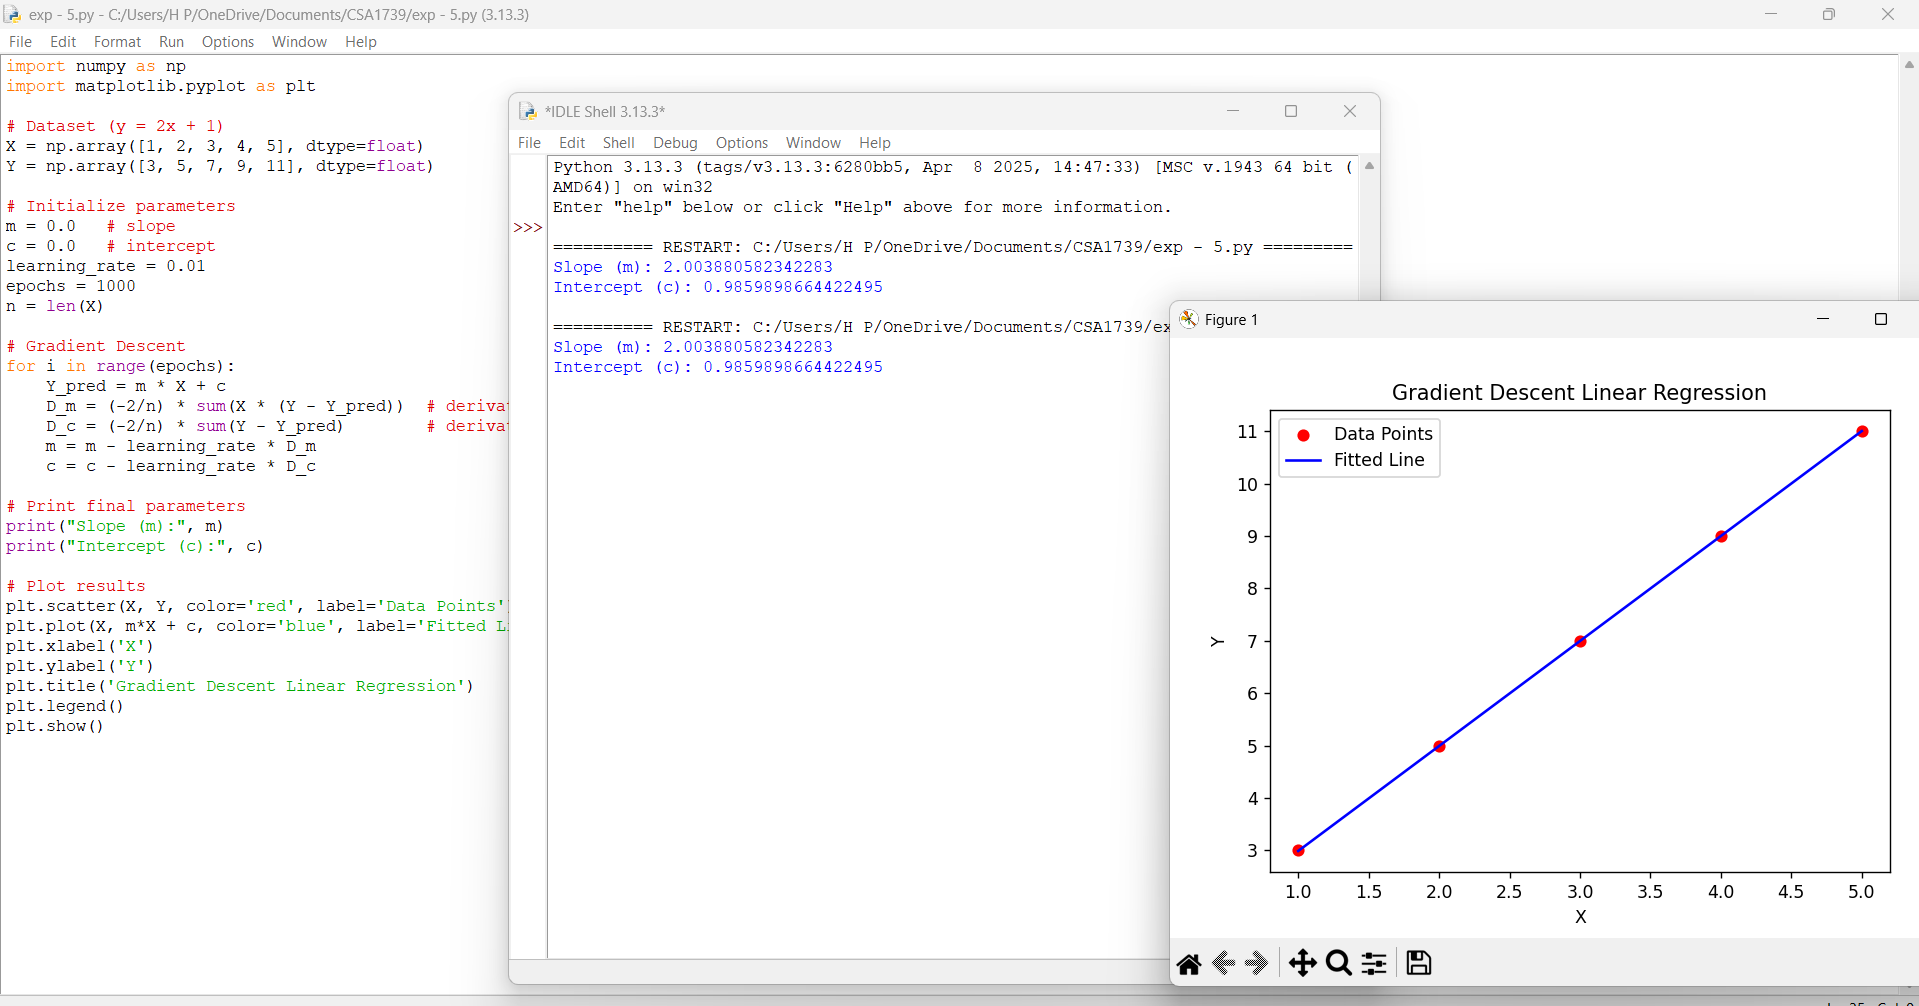 exp - 5.py - C:/Users/H P/OneDrive/Documents/CSA1739/exp - 5.py (3.13.3)
File Edit Format Run Options Window Help
import numpy as np
import matplotlib.pyplot as plt
# Dataset (y = 2x + 1)
X = np.array([1, 2, 3, 4, 5], dtype=float)
Y = np.array([3, 5, 7, 9, 11], dtype=float)
# Initialize parameters
m = 0.0   # slope
c = 0.0   # intercept
learning_rate = 0.01
epochs = 1000
n = len(X)
# Gradient Descent
for i in range(epochs):
    Y_pred = m * X + c
    D_m = (-2/n) * sum(X * (Y - Y_pred))  #
    D_c = (-2/n) * sum(Y - Y_pred)        #
    m = m - learning_rate * D_m
    c = c - learning_rate * D_c
# Print final parameters
print("Slope (m):", m)
print("Intercept (c):", c)
# Plot results
plt.scatter(X, Y, color='red', label='Data Points'
plt.plot(X, m*X + c, color='blue', label='Fitted
plt.xlabel('X')
plt.ylabel('Y')
plt.title('Gradient Descent Linear Regression')
plt.legend()
plt.show()
*IDLE Shell 3.13.3*
File Edit Shell Debug Options Window Help
Python 3.13.3 (tags/v3.13.3:6280bb5, Apr  8 2025, 14:47:33) [MSC v.1943 64 bit (
AMD64)] on win32
Enter "help" below or click "Help" above for more information.
>>>
========== RESTART: C:/Users/H P/OneDrive/Documents/CSA1739/exp - 5.py =========
Slope (m): 2.003880582342283
Intercept (c): 0.9859898664422495
========== RESTART: C:/Users/H P/OneDrive/Documents/CSA1739/ex
Slope (m): 2.003880582342283
Intercept (c): 0.9859898664422495
Figure 1
Gradient Descent Linear Regression
Data Points
Fitted Line
11
10
9
8
7
6
5
4
3
Y
1.0 1.5 2.0 2.5 3.0 3.5 4.0 4.5 5.0
X